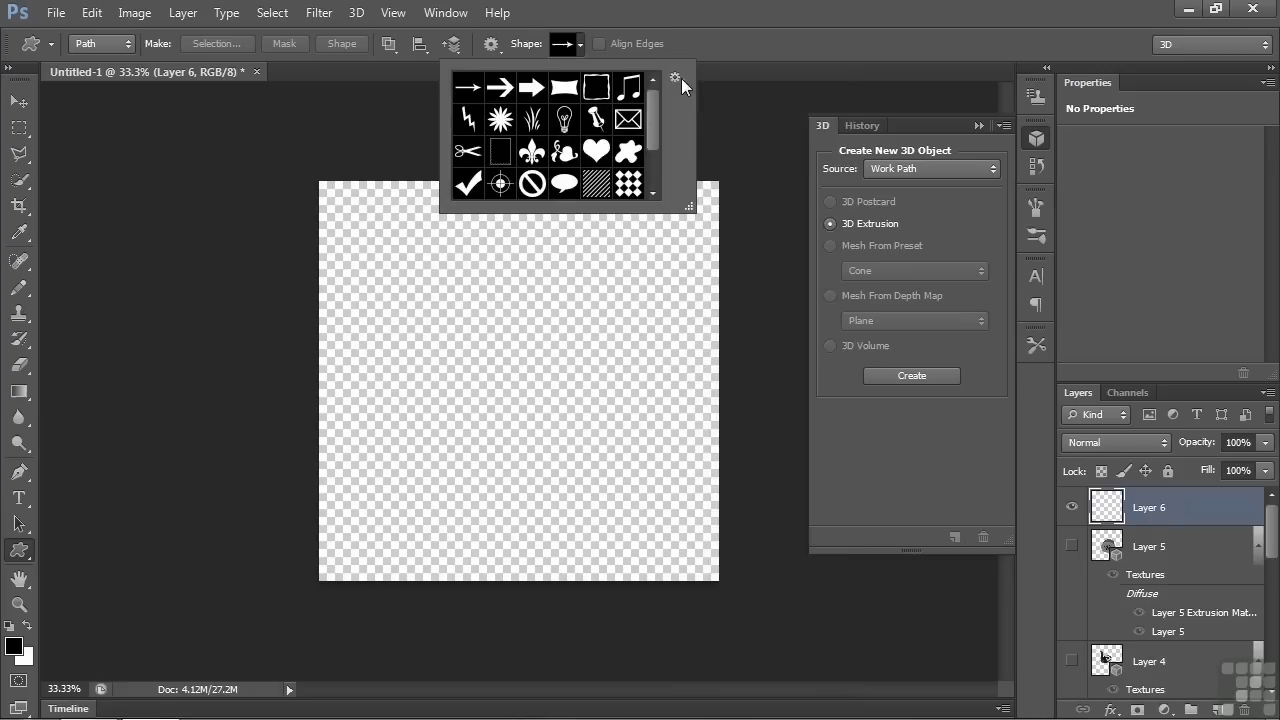 Ps File Edit Image Layer Type Select Filter 3D View Window Help
Path Make: Selection... Mask Shape Shape: Align Edges 3D
Untitled-1 @ 33.3% (Layer 6, RGB/8) *
Properties
No Properties
3D History
Create New 3D Object
Source: Work Path
3D Postcard
3D Extrusion
Mesh From Preset
Cone
Mesh From Depth Map
Plane
3D Volume
Create
Layers Channels
Kind
Normal Opacity: 100%
Lock: Fill: 100%
Layer 6
Layer 5
Textures
Diffuse
Layer 5 Extrusion Mat...
Layer 5
Layer 4
Textures
33.33% Doc: 4.12M/27.2M
Timeline